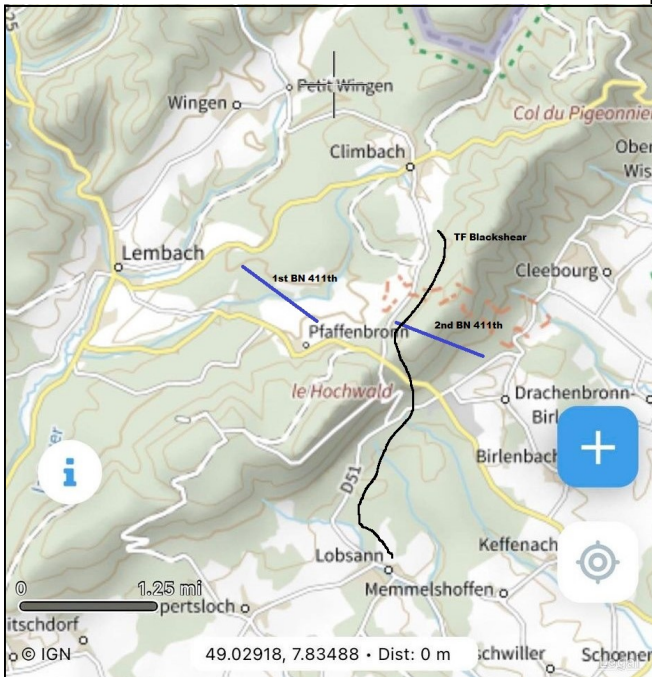 25
Petit Wingen
Wingen
Col du Pigeonnier
Climbach
Ober
Wis
TF Blackshear
Lembach
1st BN 411th
Cleebourg
2nd BN 411th
Pfaffenbronn
le Hochwald
Drachenbronn-
Birl
i
+
Birlenbach
D51
Lobsann
Keffenach
0 1.25 mi
Memmelshoffen
pertsloch
itschdorf
© IGN
49.02918, 7.83488 • Dist: 0 m
schwiller
Schœne